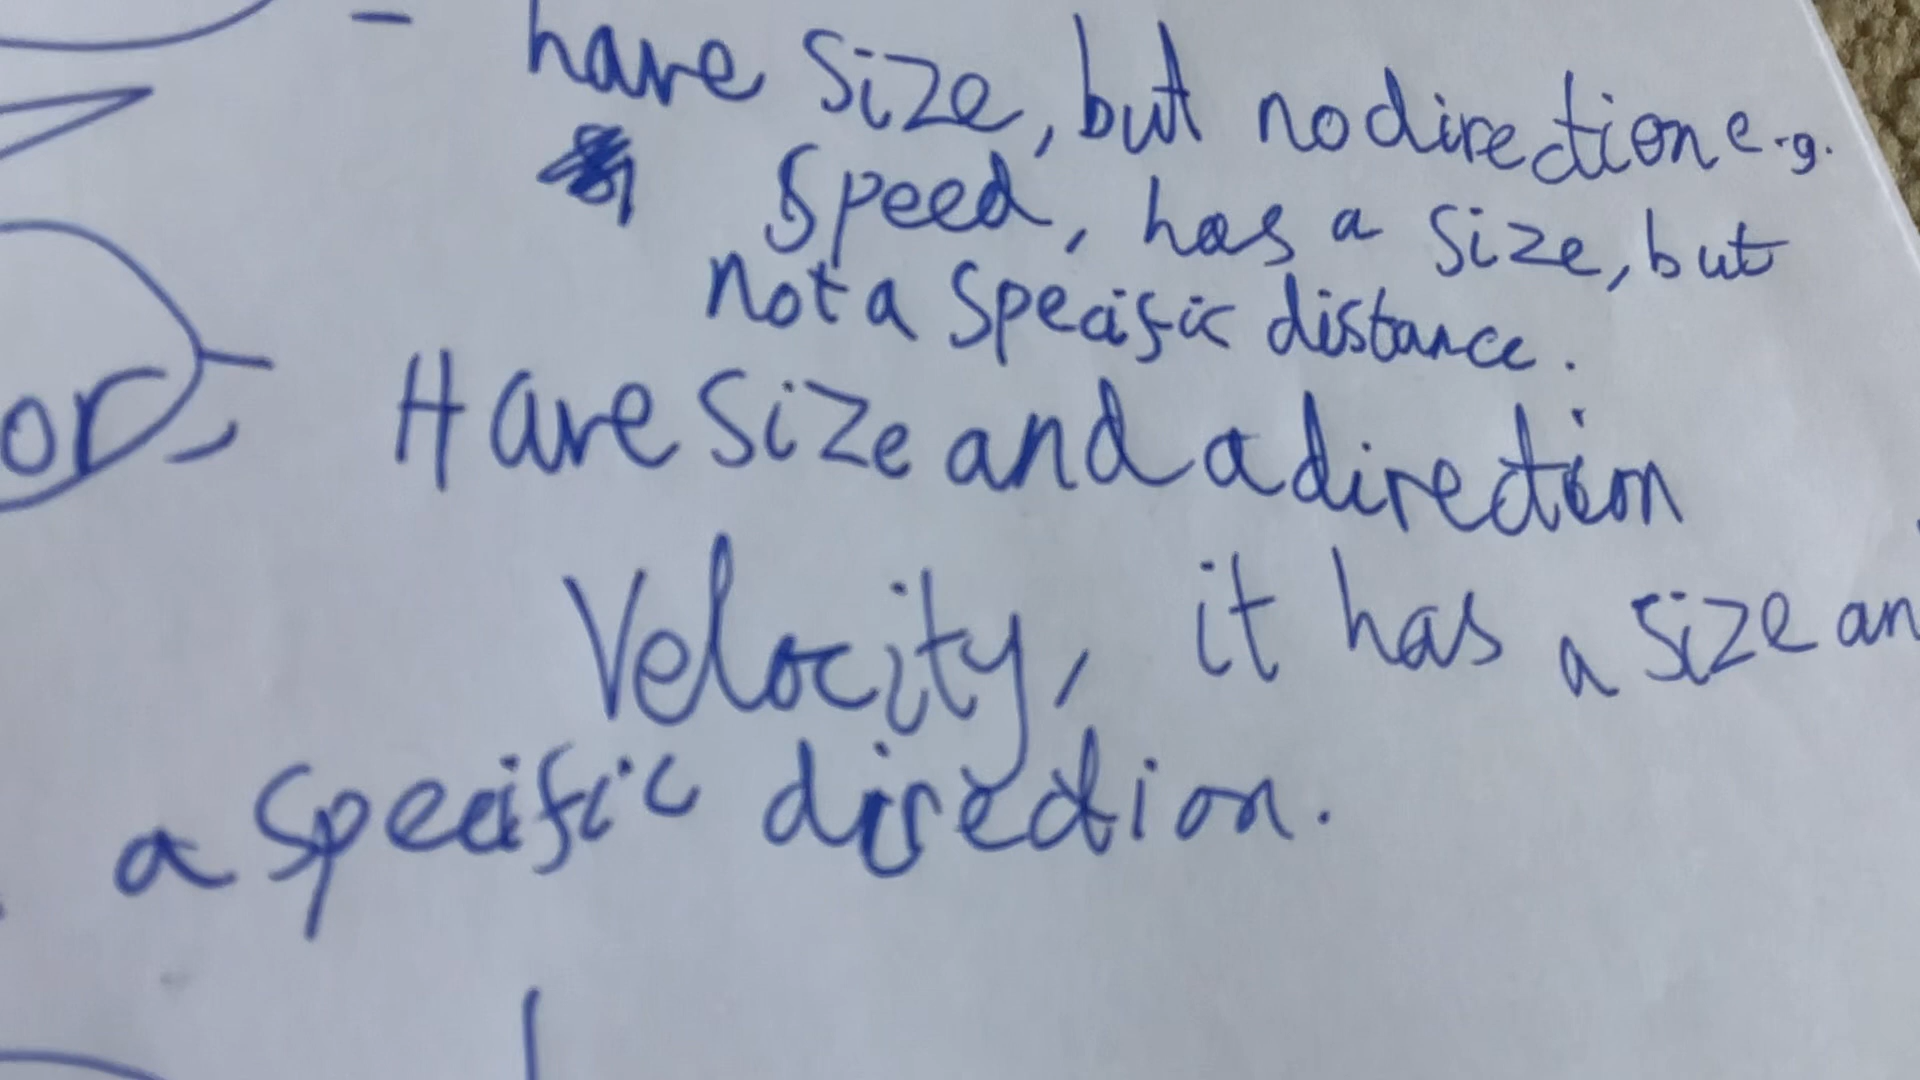 - have size, but no direction e.g.
speed, has a size, but
not a specific distance.
or - Have size and a direction
Velocity, it has a size an
a specific direction.